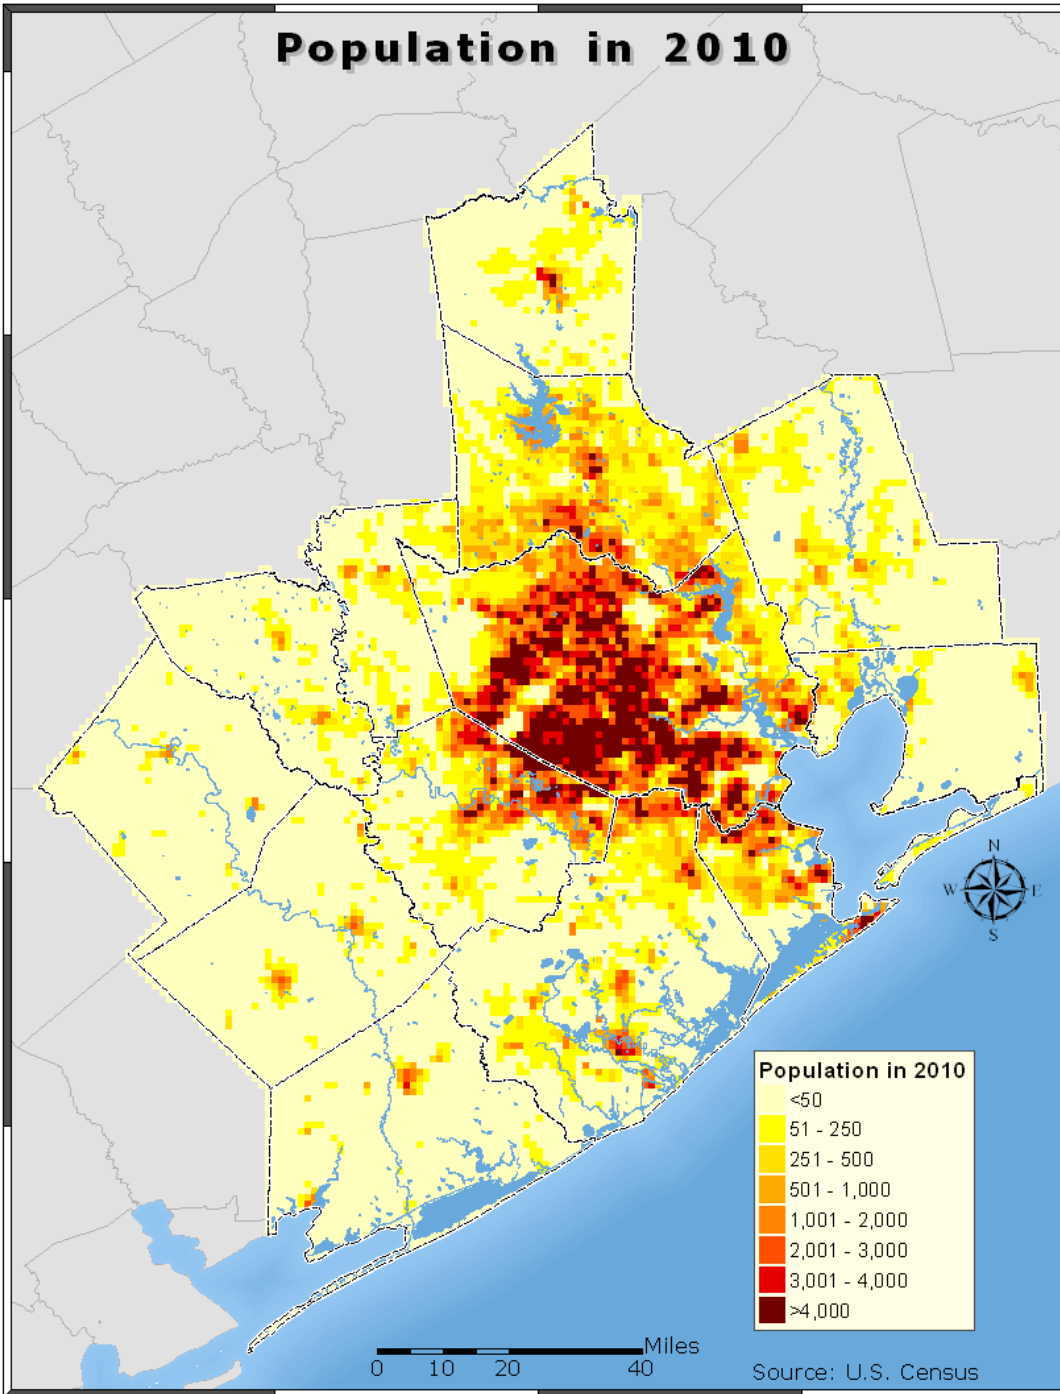 Population in 2010
N
W E
S
Population in 2010
<50
51 - 250
251 - 500
501 - 1,000
1,001 - 2,000
2,001 - 3,000
3,001 - 4,000
>4,000
Miles
0 10 20 40
Source: U.S. Census